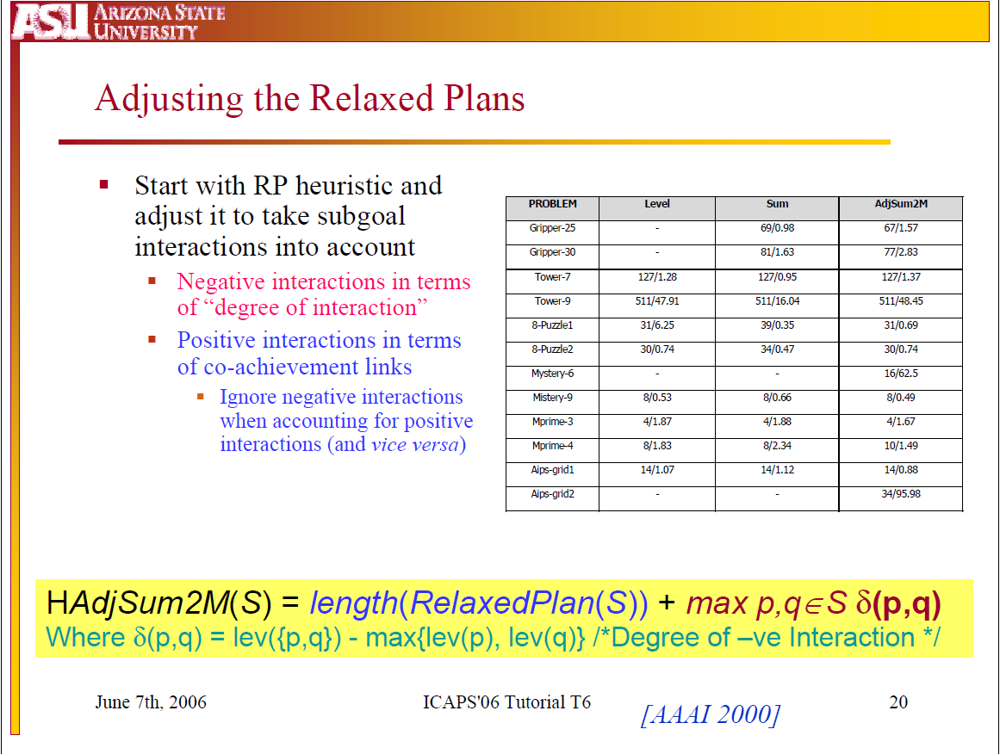 ASU ARIZONA STATE
UNIVERSITY
Adjusting the Relaxed Plans
▪ Start with RP heuristic and
adjust it to take subgoal
interactions into account
▪ Negative interactions in terms
of “degree of interaction”
▪ Positive interactions in terms
of co-achievement links
▪ Ignore negative interactions
when accounting for positive
interactions (and vice versa)
PROBLEM Level Sum AdjSum2M
Gripper-25 - 69/0.98 67/1.57
Gripper-30 - 81/1.63 77/2.83
Tower-7 127/1.28 127/0.95 127/1.37
Tower-9 511/47.91 511/16.04 511/48.45
8-Puzzle1 31/6.25 39/0.35 31/0.69
8-Puzzle2 30/0.74 34/0.47 30/0.74
Mystery-6 - - 16/62.5
Mistery-9 8/0.53 8/0.66 8/0.49
Mprime-3 4/1.87 4/1.88 4/1.67
Mprime-4 8/1.83 8/2.34 10/1.49
Aips-grid1 14/1.07 14/1.12 14/0.88
Aips-grid2 - - 34/95.98
HAdjSum2M(S) = length(RelaxedPlan(S)) + max p,q∈S δ(p,q)
Where δ(p,q) = lev({p,q}) - max{lev(p), lev(q)} /*Degree of –ve Interaction */
June 7th, 2006 ICAPS'06 Tutorial T6 20
[AAAI 2000]